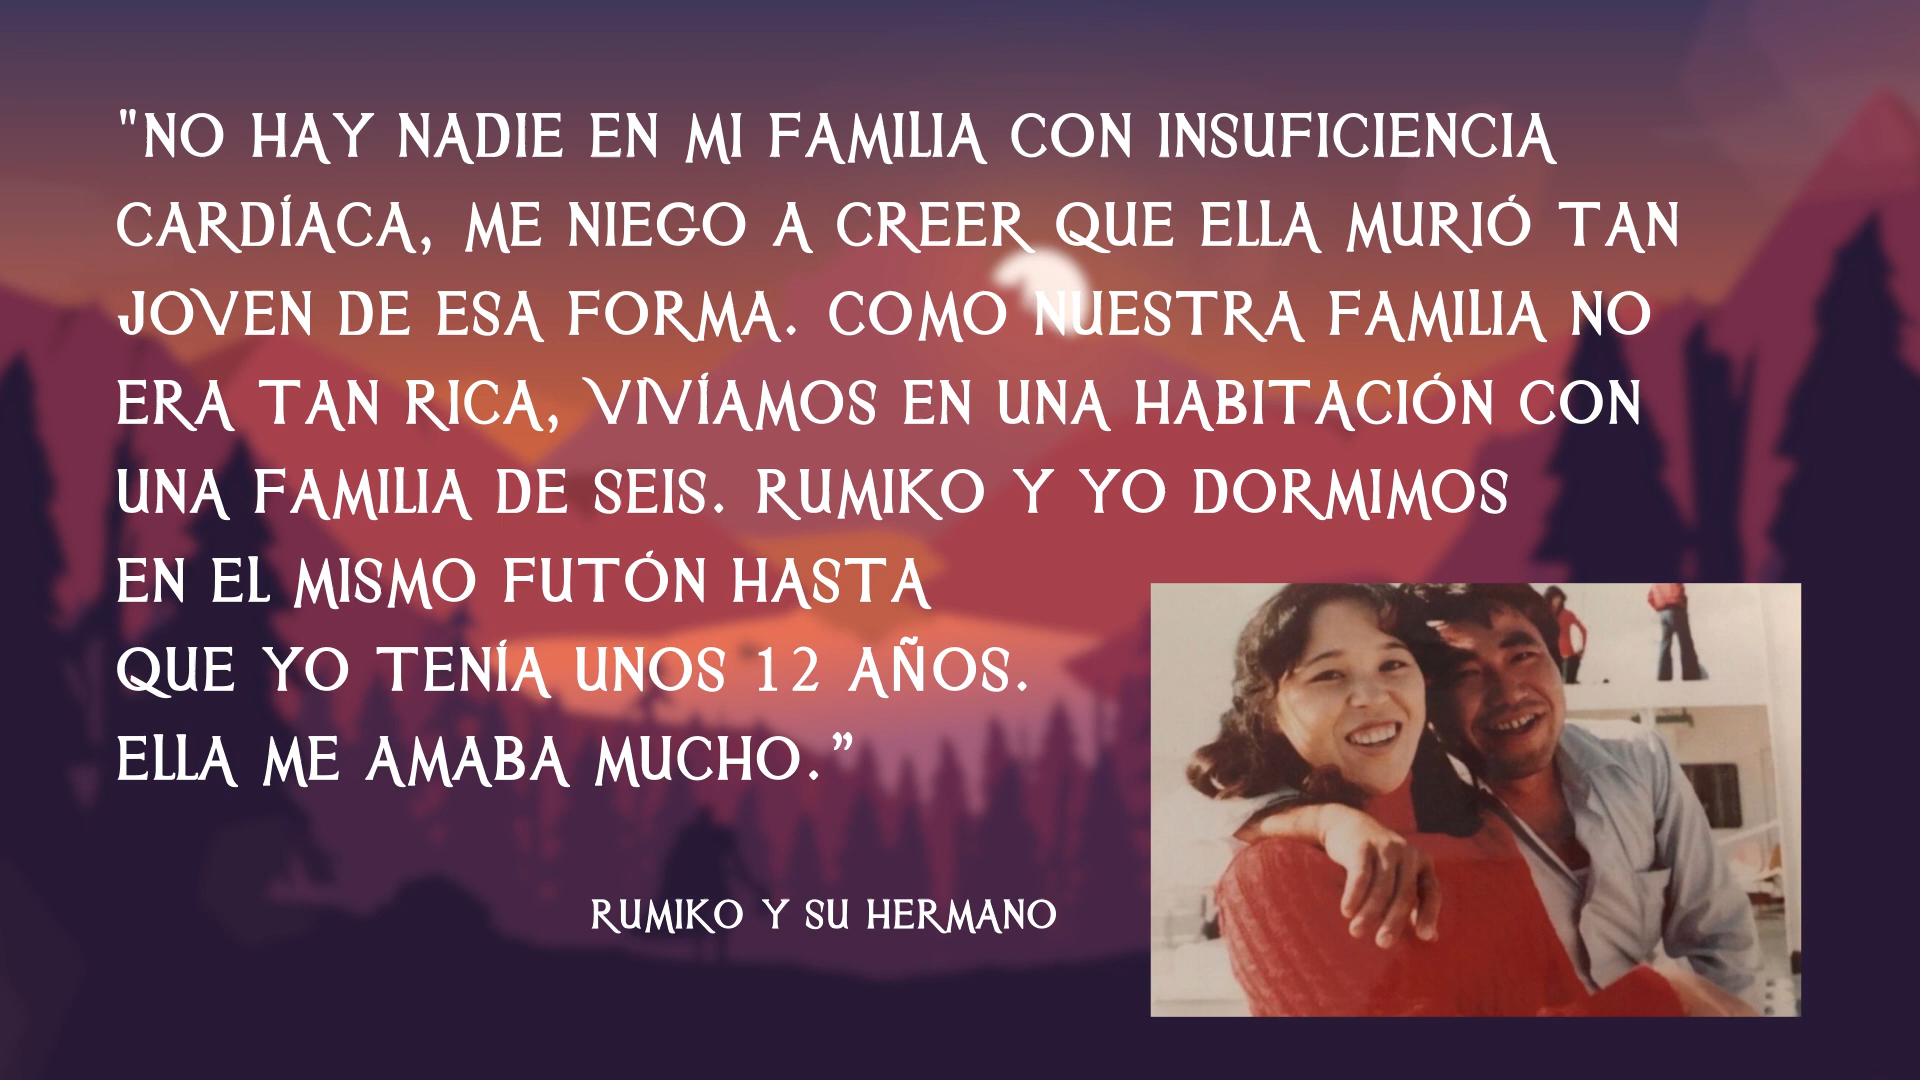 "NO HAY NADIE EN MI FAMILIA CON INSUFICIENCIA
CARDÍACA, ME NIEGO A CREER QUE ELLA MURIÓ TAN
JOVEN DE ESA FORMA. COMO NUESTRA FAMILIA NO
ERA TAN RICA, VIVÍAMOS EN UNA HABITACIÓN CON
UNA FAMILIA DE SEIS. RUMIKO Y YO DORMIMOS
EN EL MISMO FUTÓN HASTA
QUE YO TENÍA UNOS 12 AÑOS.
ELLA ME AMABA MUCHO.”
RUMIKO Y SU HERMANO